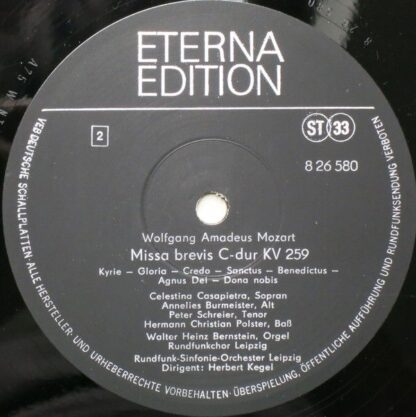 ETERNA
EDITION
2
ST 33
8 26 580
Wolfgang Amadeus Mozart
Missa brevis C-dur KV 259
Kyrie — Gloria — Credo — Sanctus — Benedictus —
Agnus Dei — Dona nobis
Celestina Casapietra, Sopran
Annelies Burmeister, Alt
Peter Schreier, Tenor
Hermann Christian Polster, Baß
Walter Heinz Bernstein, Orgel
Rundfunkchor Leipzig
Rundfunk-Sinfonie-Orchester Leipzig
Dirigent: Herbert Kegel
VEB DEUTSCHE SCHALLPLATTEN · ALLE HERSTELLER- UND URHEBERRECHTE VORBEHALTEN · ÜBERSPIELUNG, ÖFFENTLICHE AUFFÜHRUNG UND RUNDFUNKSENDUNG VERBOTEN